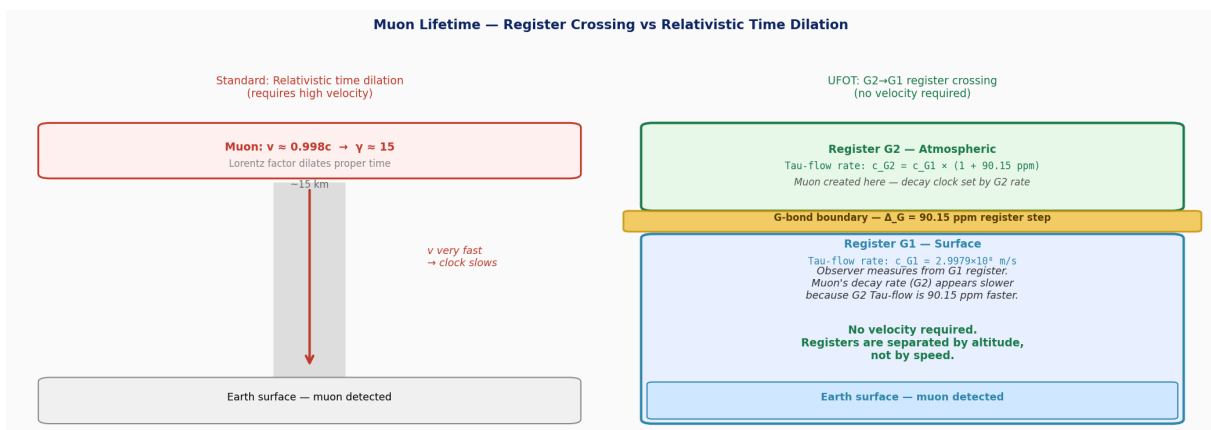 Muon Lifetime — Register Crossing vs Relativistic Time Dilation
Standard: Relativistic time dilation
(requires high velocity)
Muon: v ≈ 0.998c → γ ≈ 15
Lorentz factor dilates proper time
~15 km
v very fast
→ clock slows
Earth surface — muon detected
UFOT: G2→G1 register crossing
(no velocity required)
Register G2 — Atmospheric
Tau-flow rate: c_G2 = c_G1 × (1 + 90.15 ppm)
Muon created here — decay clock set by G2 rate
G-bond boundary — Δ_G = 90.15 ppm register step
Register G1 — Surface
Tau-flow rate: c_G1 = 2.9979×10⁸ m/s
Observer measures from G1 register.
Muon's decay rate (G2) appears slower
because G2 Tau-flow is 90.15 ppm faster.
No velocity required.
Registers are separated by altitude,
not by speed.
Earth surface — muon detected